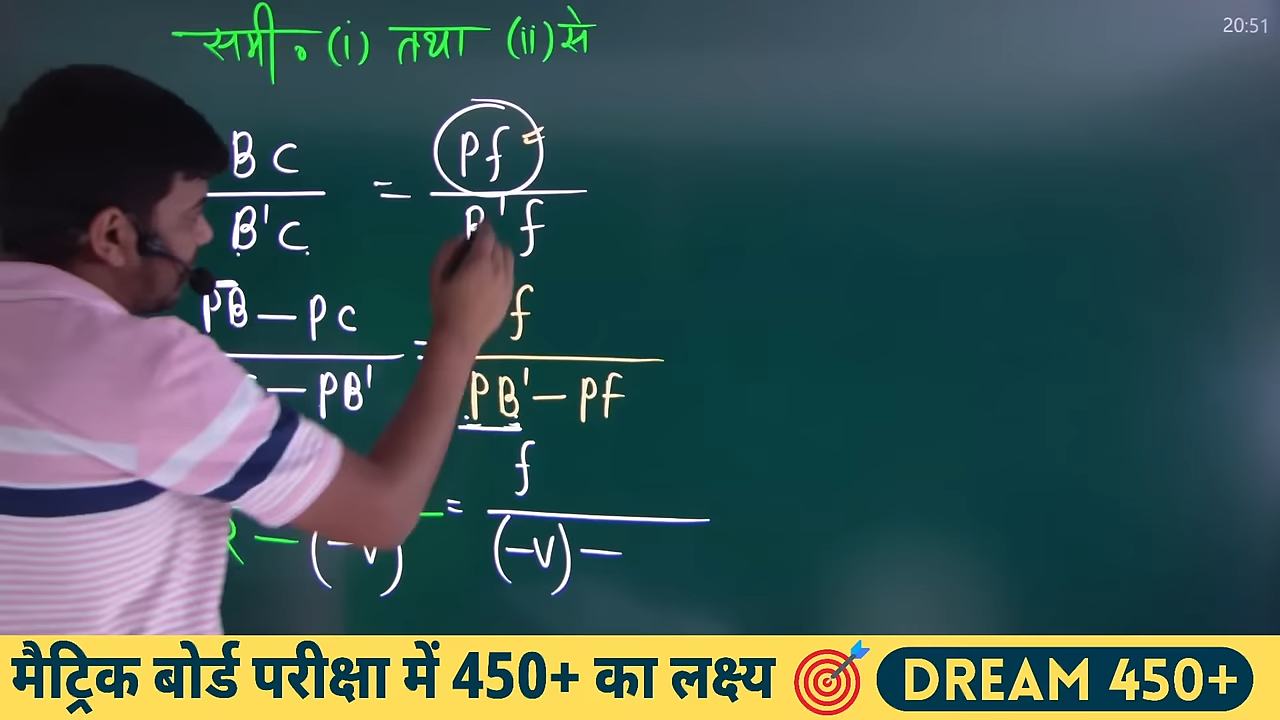 20:51
समी॰ (i) तथा (ii) से
BC = Pf
B'C B'f
PB – PC = f
– PB' PB' – Pf
R – (–V) = f
(–V) –
मैट्रिक बोर्ड परीक्षा में 450+ का लक्ष्य DREAM 450+